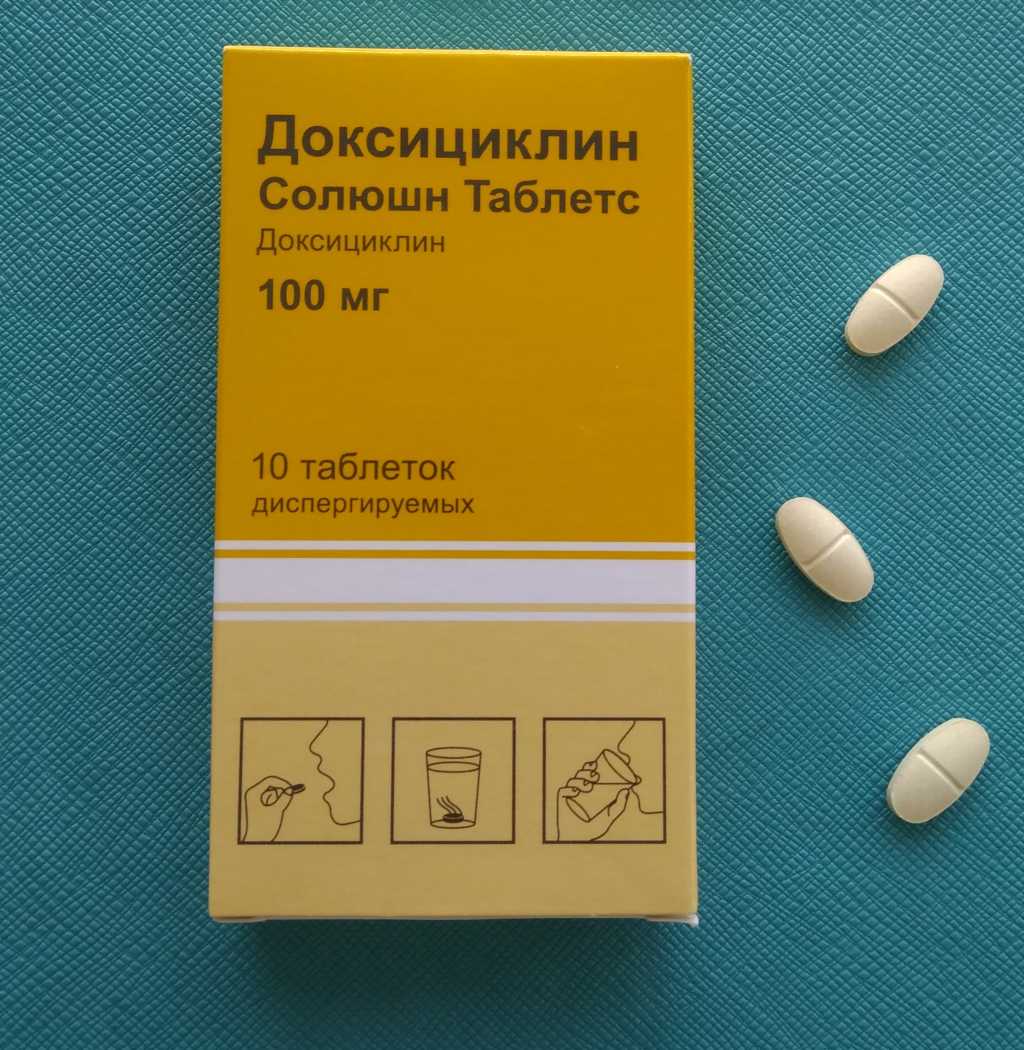 Доксициклин
Солюшн Таблетс
Доксициклин
100 мг
10 таблеток
диспергируемых